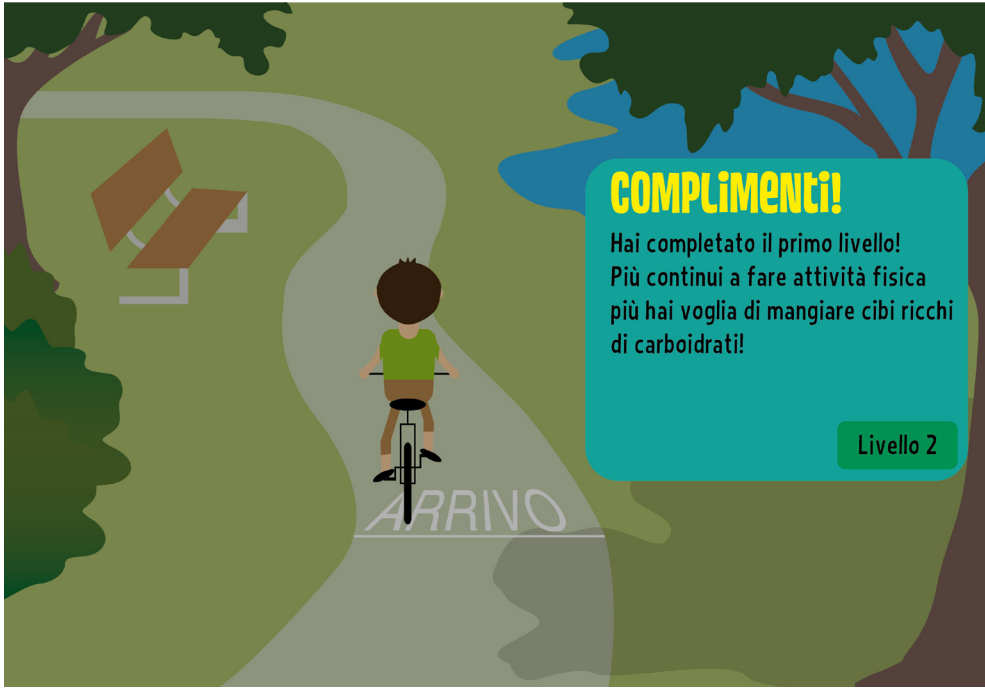 COMPLiMENti!
Hai completato il primo livello!
Più continui a fare attività fisica
più hai voglia di mangiare cibi ricchi
di carboidrati!
Livello 2
ARRIVO